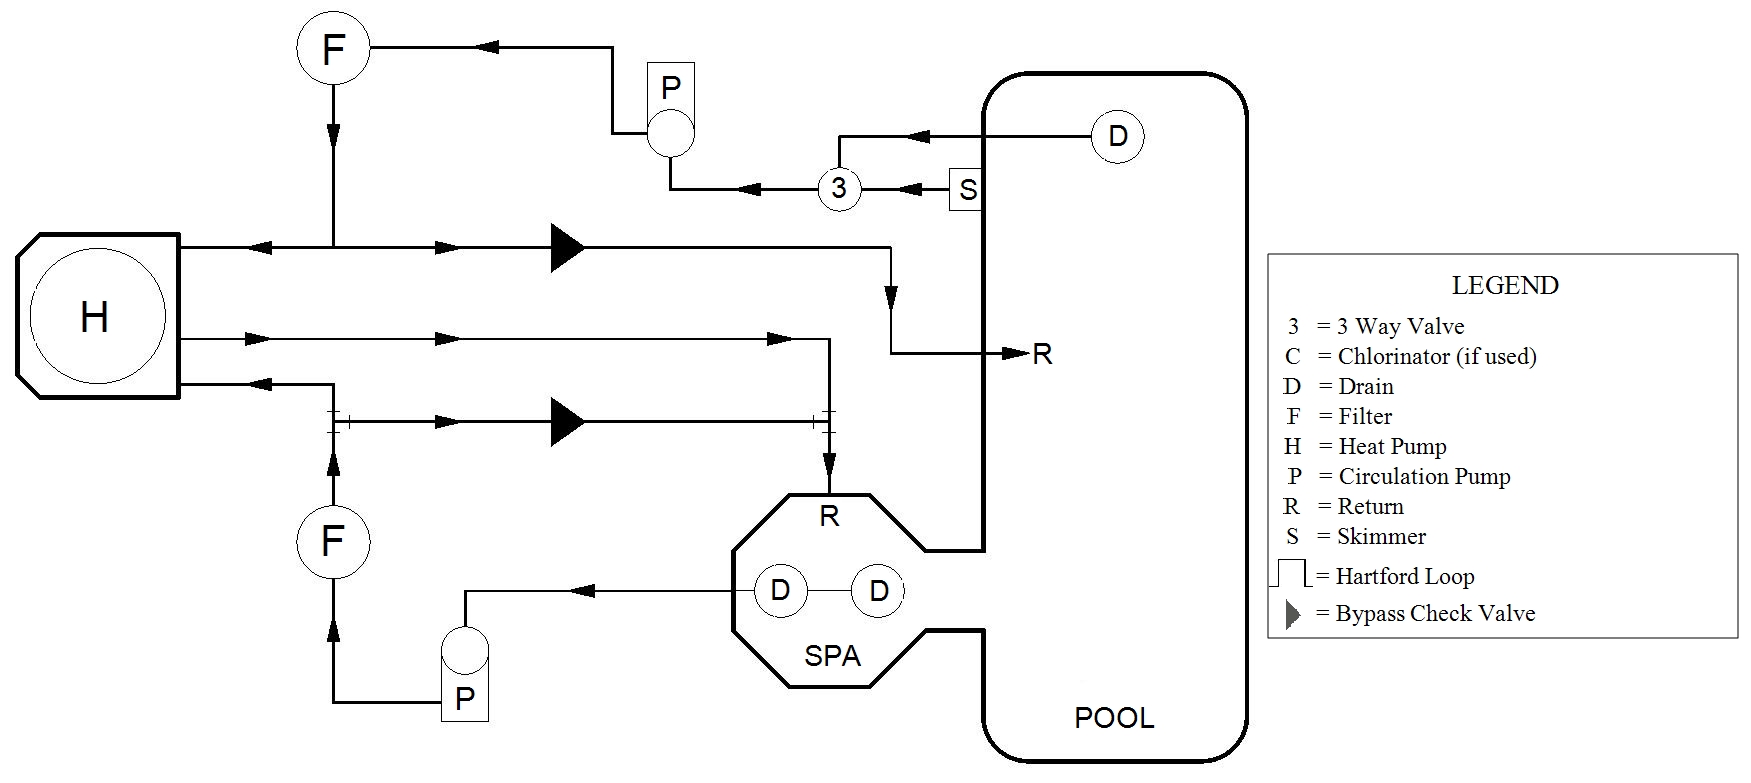 F
P
D
3
S
H
R
F
R
D
D
SPA
P
POOL
LEGEND
3 = 3 Way Valve
C = Chlorinator (if used)
D = Drain
F = Filter
H = Heat Pump
P = Circulation Pump
R = Return
S = Skimmer
= Hartford Loop
= Bypass Check Valve